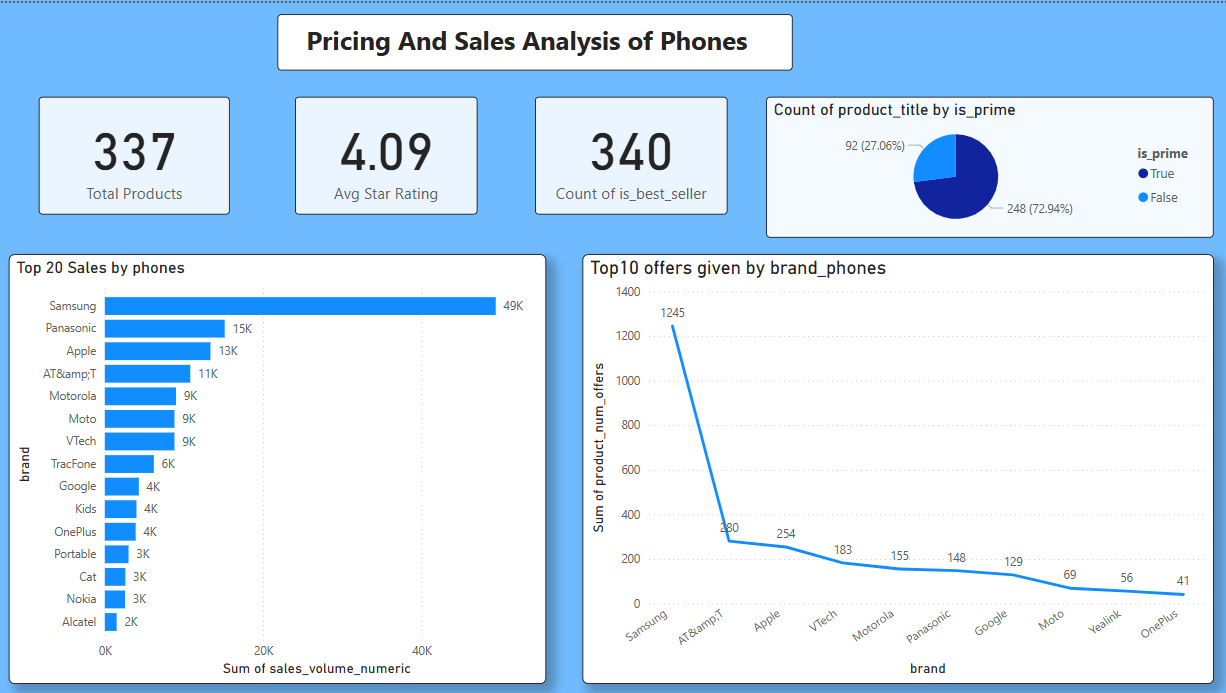 Pricing And Sales Analysis of Phones
337
Total Products
4.09
Avg Star Rating
340
Count of is_best_seller
Count of product_title by is_prime
92 (27.06%)
248 (72.94%)
is_prime
True
False
Top 20 Sales by phones
brand
Samsung 49K
Panasonic 15K
Apple 13K
AT&amp;T 11K
Motorola 9K
Moto 9K
VTech 9K
TracFone 6K
Google 4K
Kids 4K
OnePlus 4K
Portable 3K
Cat 3K
Nokia 3K
Alcatel 2K
0K 20K 40K
Sum of sales_volume_numeric
Top10 offers given by brand_phones
Sum of product_num_offers
1400
1200
1000
800
600
400
200
0
1245
280
254
183
155
148
129
69
56
41
Samsung
AT&amp;T
Apple
VTech
Motorola
Panasonic
Google
Moto
Yealink
OnePlus
brand